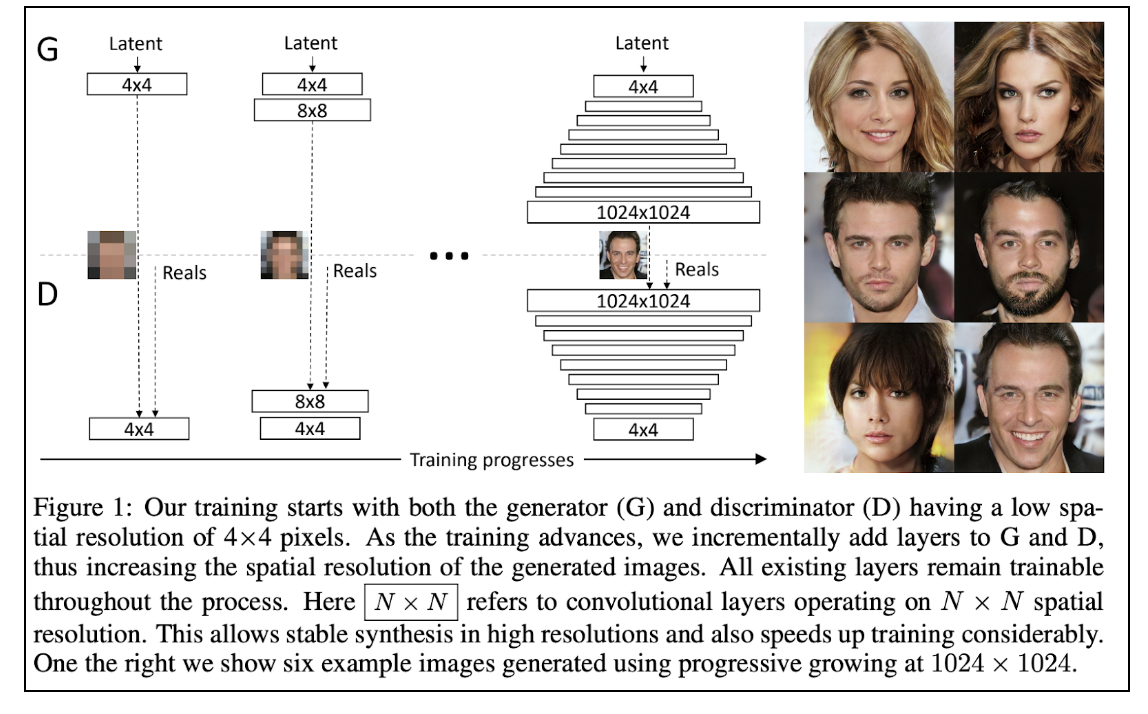 G
Latent
Latent
Latent
4x4
4x4
4x4
8x8
1024x1024
Reals
Reals
Reals
D
1024x1024
8x8
4x4
4x4
4x4
Training progresses
Figure 1: Our training starts with both the generator (G) and discriminator (D) having a low spa-
tial resolution of 4×4 pixels. As the training advances, we incrementally add layers to G and D,
thus increasing the spatial resolution of the generated images. All existing layers remain trainable
throughout the process. Here N × N refers to convolutional layers operating on N × N spatial
resolution. This allows stable synthesis in high resolutions and also speeds up training considerably.
One the right we show six example images generated using progressive growing at 1024 × 1024.